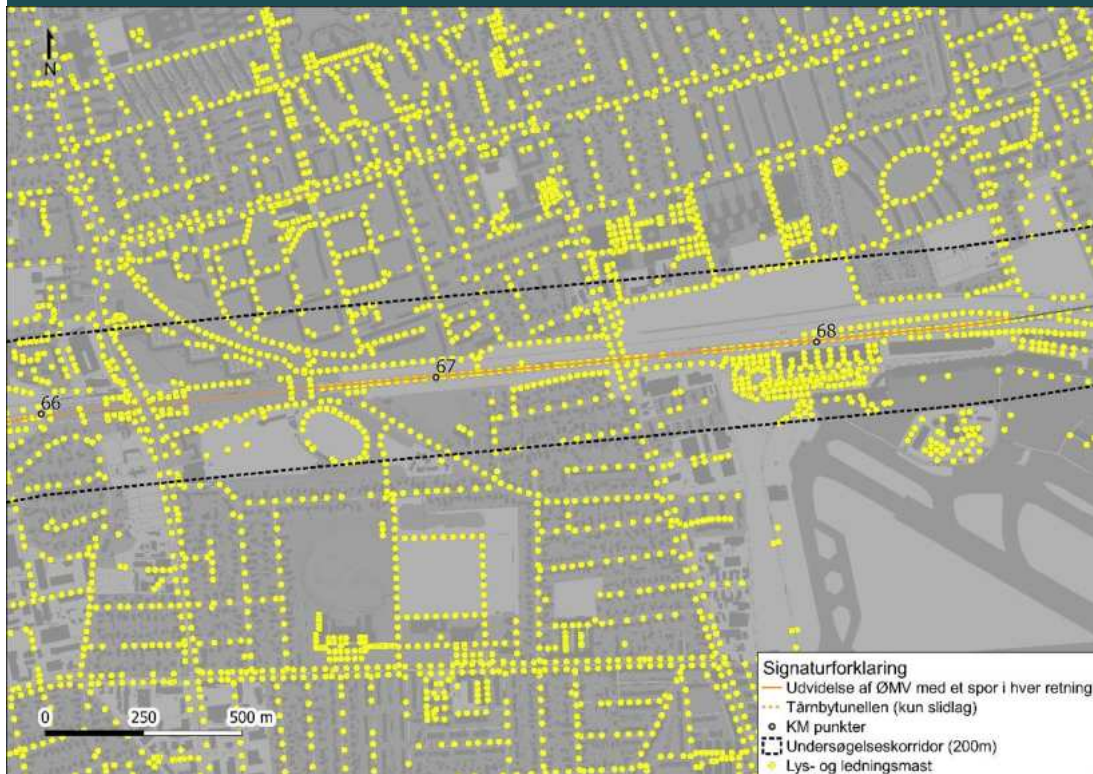 N
68
67
66
0 250 500 m
Signaturforklaring
Udvidelse af ØMV med et spor i hver retning
Tårnbytunellen (kun slidlag)
KM punkter
Undersøgelseskorridor (200m)
Lys- og ledningsmast